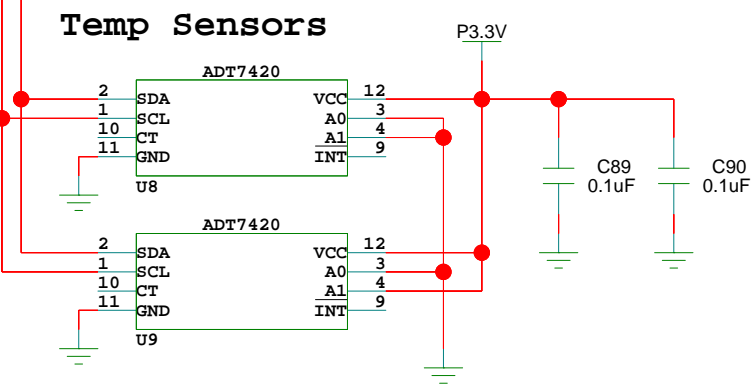 Temp Sensors
P3.3V
ADT7420
2 SDA VCC 12
1 SCL A0 3
10 CT A1 4
11 GND INT 9
U8
C89 0.1uF
C90 0.1uF
ADT7420
2 SDA VCC 12
1 SCL A0 3
10 CT A1 4
11 GND INT 9
U9